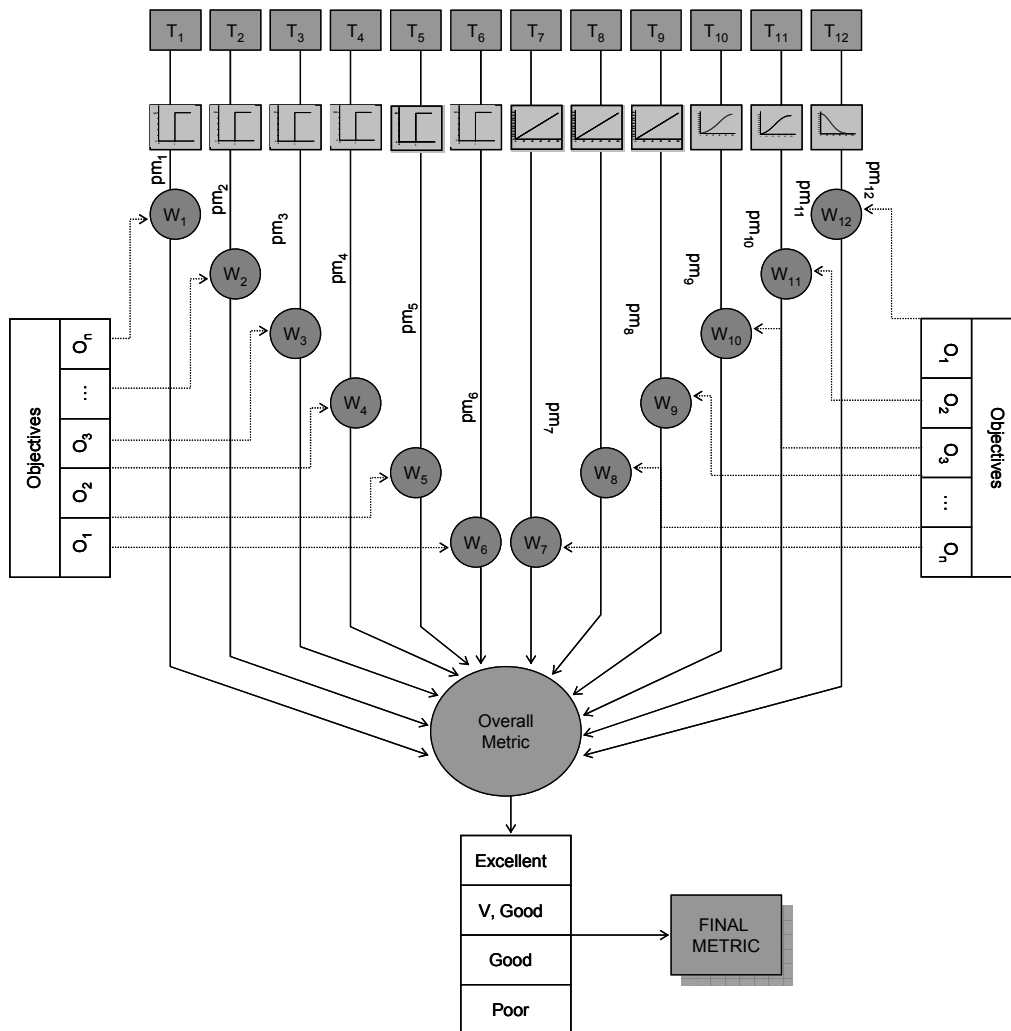 T1 T2 T3 T4 T5 T6 T7 T8 T9 T10 T11 T12
pm1
pm2
pm3
pm4
pm5
pm6
pm7
pm8
pm9
pm10
pm11
pm12
W1
W2
W3
W4
W5
W6
W7
W8
W9
W10
W11
W12
Objectives
On
...
O3
O2
O1
Objectives
O1
O2
O3
...
On
Overall
Metric
Excellent
V, Good
Good
Poor
FINAL
METRIC